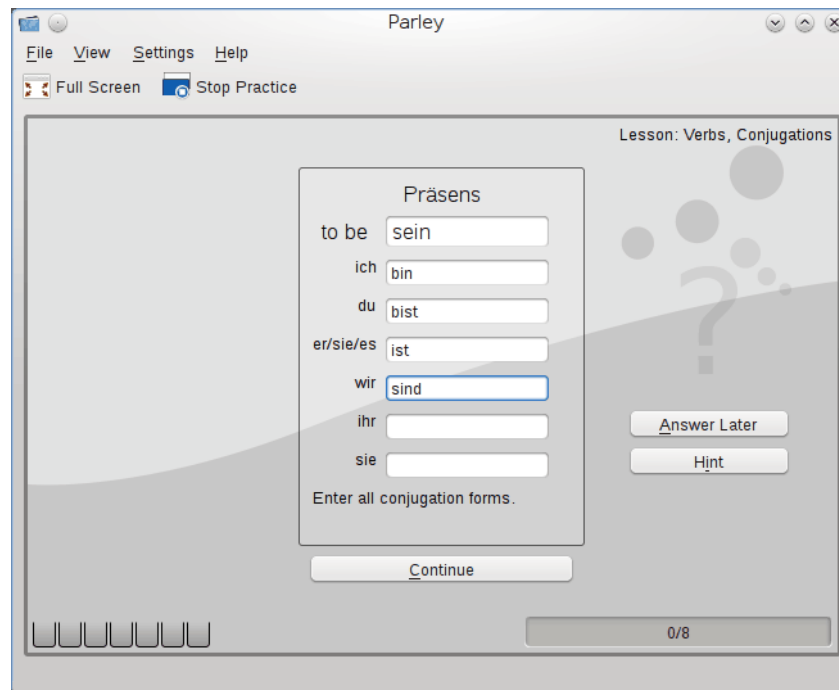 Parley
File View Settings Help
Full Screen Stop Practice
Lesson: Verbs, Conjugations
Präsens
to be sein
ich bin
du bist
er/sie/es ist
wir sind
ihr
sie
Enter all conjugation forms.
Answer Later
Hint
Continue
0/8
?